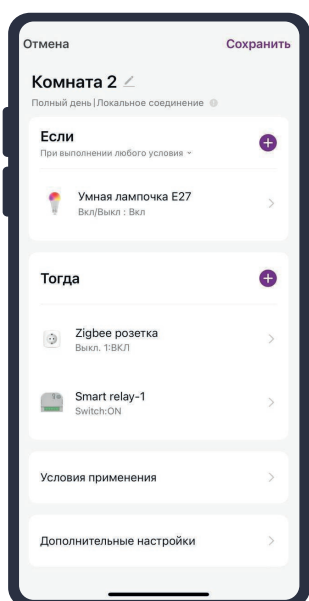 Отмена Сохранить
Комната 2
Полный день|Локальное соединение
Если
При выполнении любого условия
Умная лампочка E27
Вкл/Выкл : Вкл
Тогда
Zigbee розетка
Выкл. 1:ВКЛ
Smart relay-1
Switch:ON
Условия применения
Дополнительные настройки